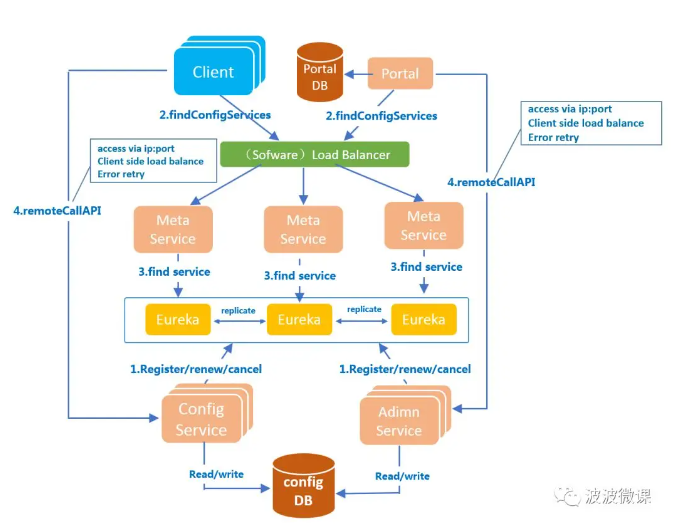 Client
Portal
DB
Portal
2.findConfigServices
2.findConfigServices
access via ip:port
Client side load balance
Error retry
access via ip:port
Client side load balance
Error retry
（Sofware）Load Balancer
4.remoteCallAPI
4.remoteCallAPI
Meta
Service
Meta
Service
Meta
Service
3.find service
3.find service
3.find service
Eureka
replicate
Eureka
replicate
Eureka
1.Register/renew/cancel
1.Register/renew/cancel
Config
Service
Adimn
Service
Read/write
config
DB
Read/write
波波微课